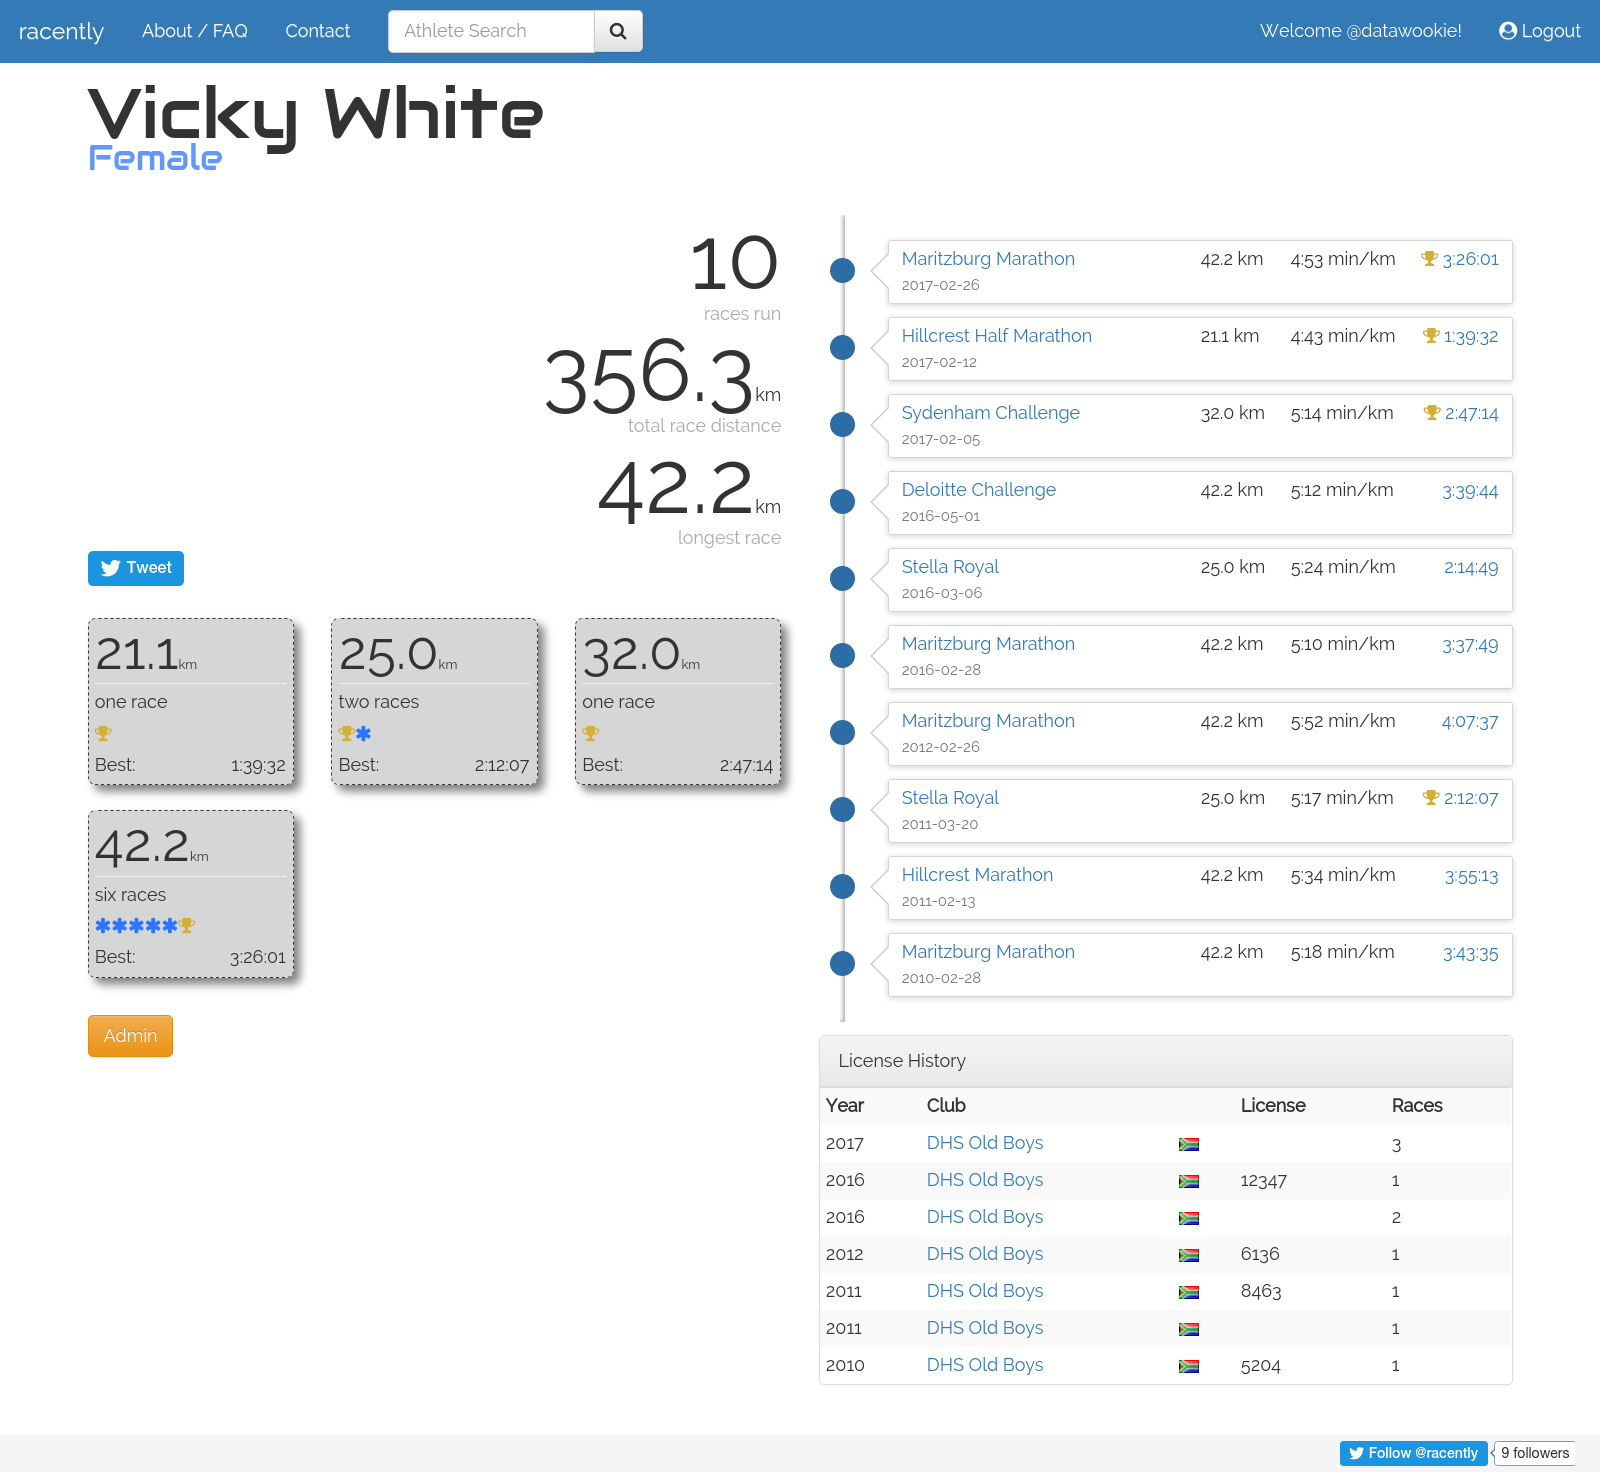 racently About / FAQ Contact Athlete Search Welcome @datawookie! Logout
Vicky White
Female
10
races run
356.3 km
total race distance
42.2 km
longest race
Tweet
21.1 km
one race
Best: 1:39:32
25.0 km
two races
Best: 2:12:07
32.0 km
one race
Best: 2:47:14
42.2 km
six races
Best: 3:26:01
Admin
Maritzburg Marathon 42.2 km 4:53 min/km 3:26:01
2017-02-26
Hillcrest Half Marathon 21.1 km 4:43 min/km 1:39:32
2017-02-12
Sydenham Challenge 32.0 km 5:14 min/km 2:47:14
2017-02-05
Deloitte Challenge 42.2 km 5:12 min/km 3:39:44
2016-05-01
Stella Royal 25.0 km 5:24 min/km 2:14:49
2016-03-06
Maritzburg Marathon 42.2 km 5:10 min/km 3:37:49
2016-02-28
Maritzburg Marathon 42.2 km 5:52 min/km 4:07:37
2012-02-26
Stella Royal 25.0 km 5:17 min/km 2:12:07
2011-03-20
Hillcrest Marathon 42.2 km 5:34 min/km 3:55:13
2011-02-13
Maritzburg Marathon 42.2 km 5:18 min/km 3:43:35
2010-02-28
License History
Year Club License Races
2017 DHS Old Boys 3
2016 DHS Old Boys 12347 1
2016 DHS Old Boys 2
2012 DHS Old Boys 6136 1
2011 DHS Old Boys 8463 1
2011 DHS Old Boys 1
2010 DHS Old Boys 5204 1
Follow @racently 9 followers